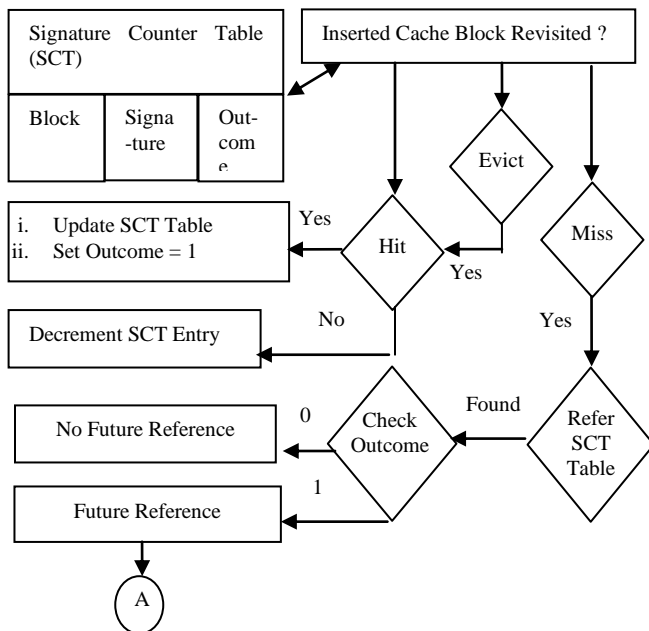 Signature Counter Table
(SCT)
Block
Signa
-ture
Out-
com
e
Inserted Cache Block Revisited ?
Evict
Hit
Miss
Yes
i. Update SCT Table
ii. Set Outcome = 1
Yes
No
Yes
Decrement SCT Entry
Check
Outcome
Found
Refer
SCT
Table
0
No Future Reference
1
Future Reference
A